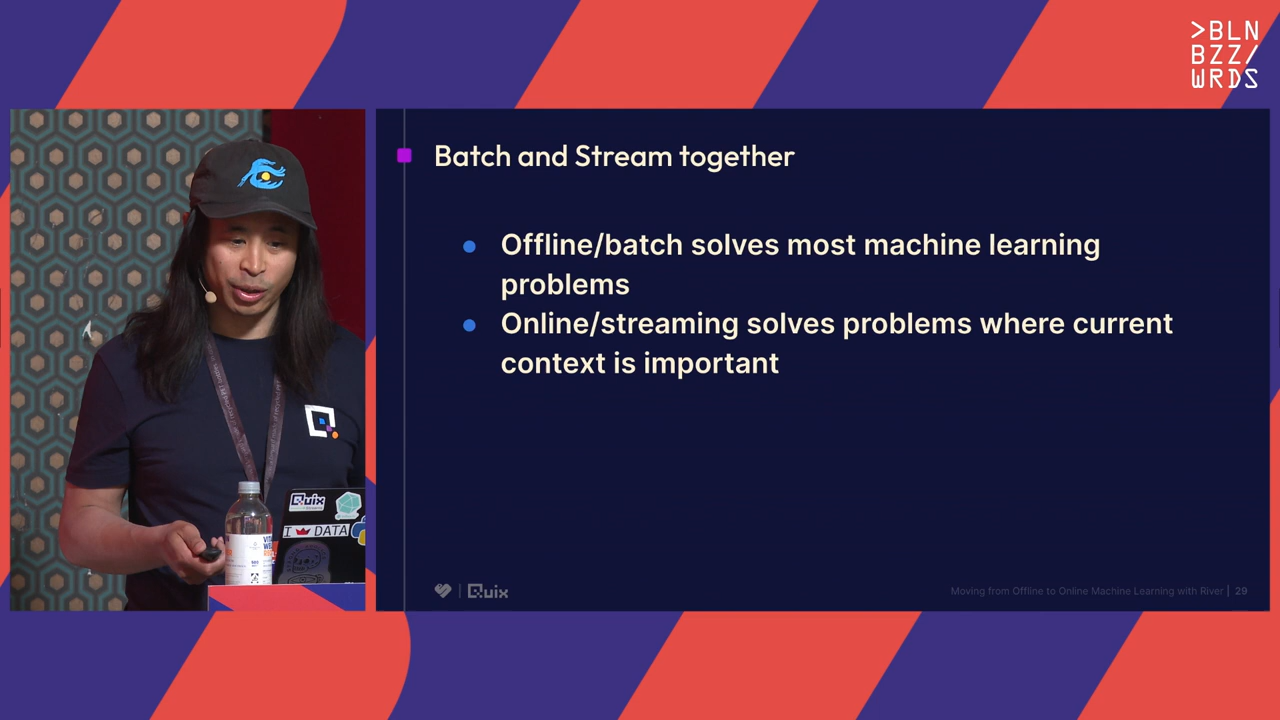 >BLN
BZZ/
WRDS
Batch and Stream together
Offline/batch solves most machine learning
problems
Online/streaming solves problems where current
context is important
Quix
I DATA
Quix
Moving from Offline to Online Machine Learning with River | 29